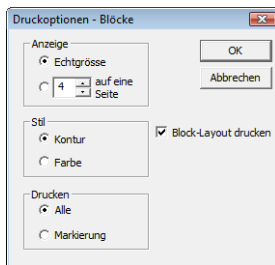 Druckoptionen - Blöcke
Anzeige
Echtgrösse
4 auf eine Seite
OK
Abbrechen
Stil
Kontur
Farbe
Block-Layout drucken
Drucken
Alle
Markierung